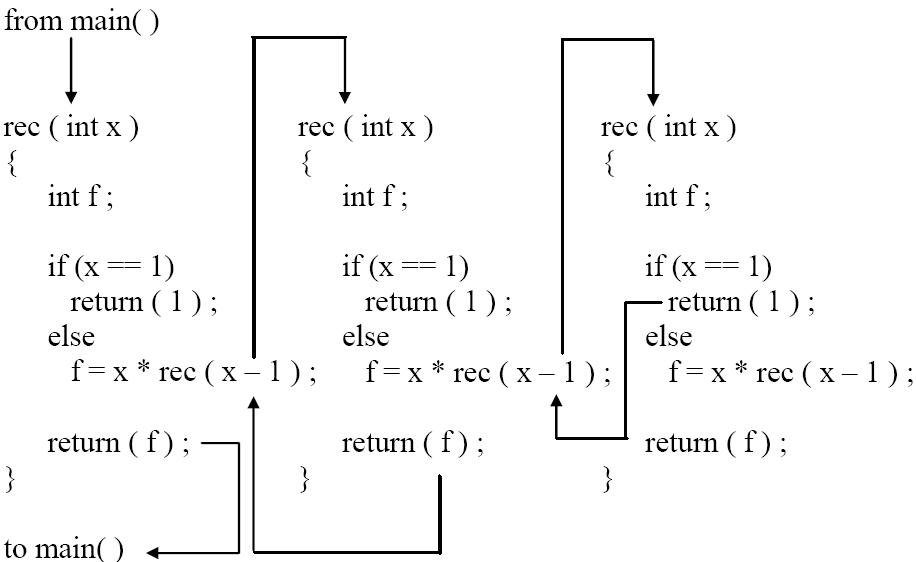 from main( )
rec ( int x )
{
int f ;
if (x == 1)
return ( 1 ) ;
else
f = x * rec ( x – 1 ) ;
return ( f ) ;
}
to main( )
rec ( int x )
{
int f ;
if (x == 1)
return ( 1 ) ;
else
f = x * rec ( x – 1 ) ;
return ( f ) ;
}
rec ( int x )
{
int f ;
if (x == 1)
return ( 1 ) ;
else
f = x * rec ( x – 1 ) ;
return ( f ) ;
}